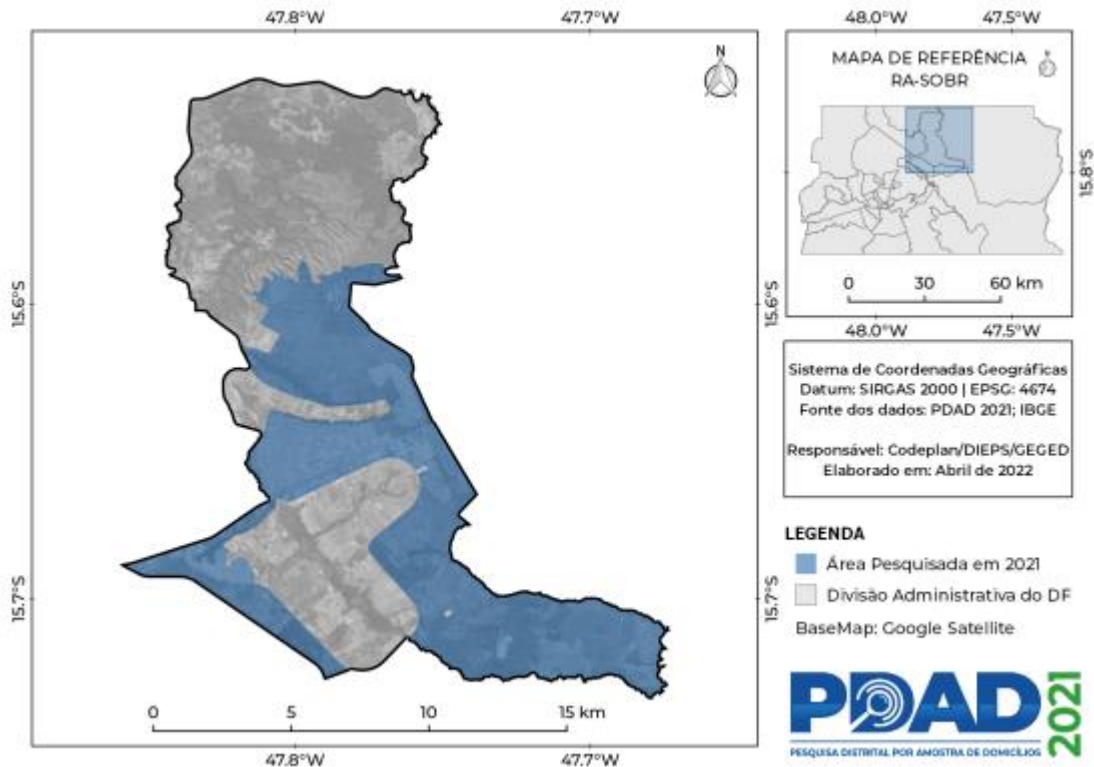 47.8°W
47.7°W
15.6°S
15.7°S
15.6°S
15.7°S
N
0
5
10
15 km
47.8°W
47.7°W
48.0°W
47.5°W
MAPA DE REFERÊNCIA
RA-SOBR
N
15.8°S
0
30
60 km
48.0°W
47.5°W
Sistema de Coordenadas Geográficas
Datum: SIRGAS 2000 | EPSG: 4674
Fonte dos dados: PDAD 2021; IBGE
Responsável: Codeplan/DIEPS/GEGED
Elaborado em: Abril de 2022
LEGENDA
Área Pesquisada em 2021
Divisão Administrativa do DF
BaseMap: Google Satellite
PDAD 2021
PESQUISA DISTRITAL POR AMOSTRA DE DOMICÍLIOS